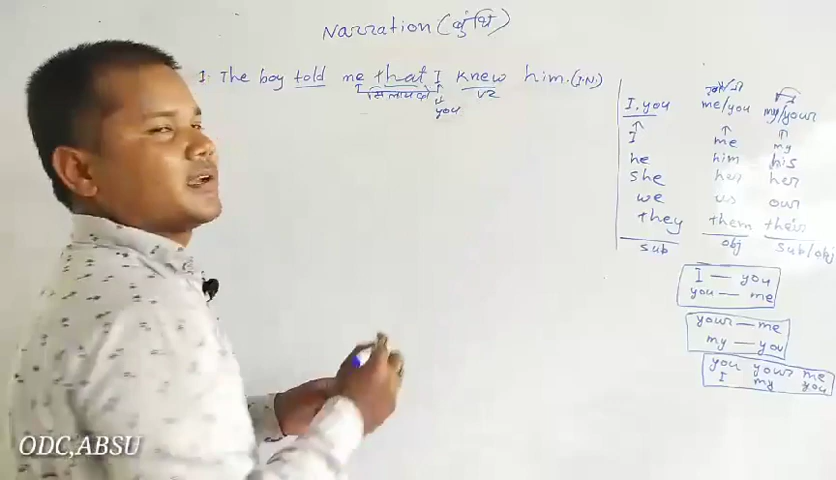 Narration
1. The boy told me that I knew him. (I.N.)
मिलाप को V2
you
I, you me/you my/your
I me my
he him his
she her her
we us our
they them their
sub obj sub/obj
I — you
you — me
your — me
my — you
you your me
I my you
ODC,ABSU